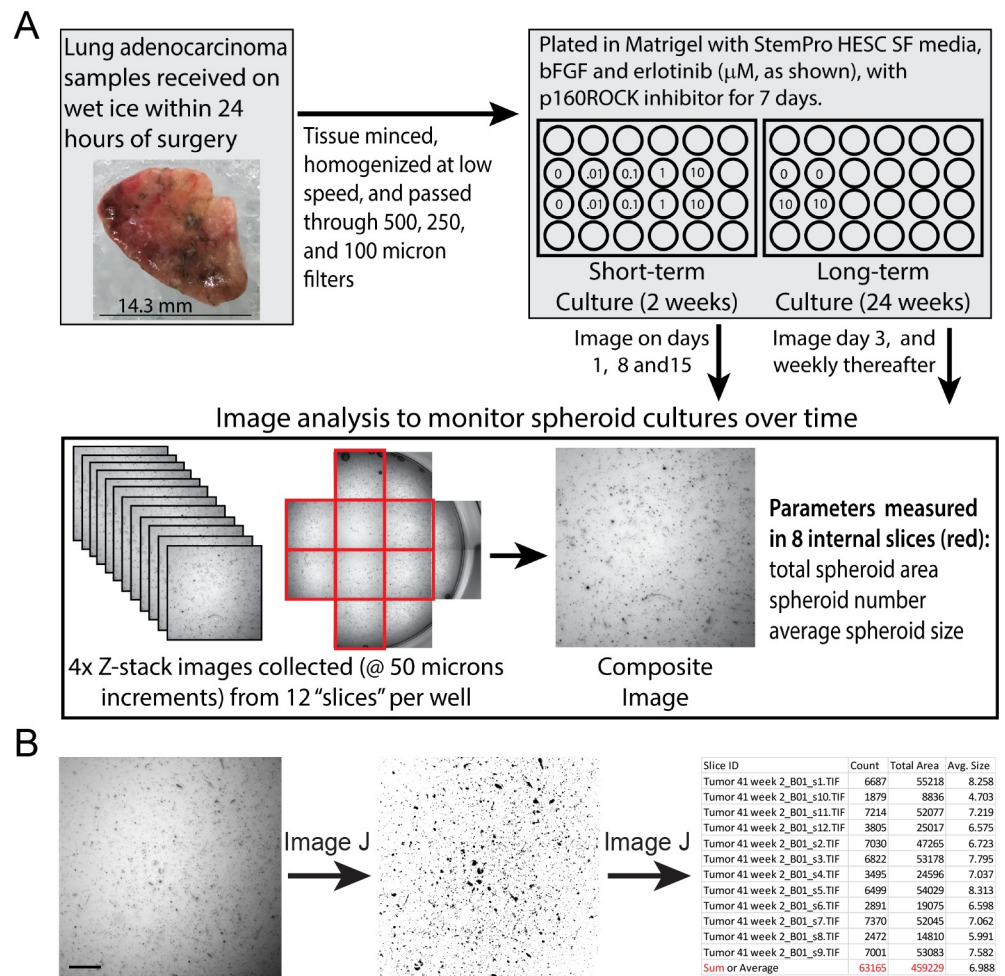 A
Lung adenocarcinoma
samples received on
wet ice within 24
hours of surgery
14.3 mm
Tissue minced,
homogenized at low
speed, and passed
through 500, 250,
and 100 micron
filters
Plated in Matrigel with StemPro HESC SF media,
bFGF and erlotinib (μM, as shown), with
p160ROCK inhibitor for 7 days.
0 .01 0.1 1 10
0 .01 0.1 1 10
0 0
10 10
Short-term
Culture (2 weeks)
Long-term
Culture (24 weeks)
Image on days
1, 8 and15
Image day 3, and
weekly thereafter
Image analysis to monitor spheroid cultures over time
4x Z-stack images collected (@ 50 microns
increments) from 12 “slices” per well
Composite
Image
Parameters measured
in 8 internal slices (red):
total spheroid area
spheroid number
average spheroid size
B
Image J
Image J
Slice ID Count Total Area Avg. Size
Tumor 41 week 2_B01_s1.TIF 6687 55218 8.258
Tumor 41 week 2_B01_s10.TIF 1879 8836 4.703
Tumor 41 week 2_B01_s11.TIF 7214 52077 7.219
Tumor 41 week 2_B01_s12.TIF 3805 25017 6.575
Tumor 41 week 2_B01_s2.TIF 7030 47265 6.723
Tumor 41 week 2_B01_s3.TIF 6822 53178 7.795
Tumor 41 week 2_B01_s4.TIF 3495 24596 7.037
Tumor 41 week 2_B01_s5.TIF 6499 54029 8.313
Tumor 41 week 2_B01_s6.TIF 2891 19075 6.598
Tumor 41 week 2_B01_s7.TIF 7370 52045 7.062
Tumor 41 week 2_B01_s8.TIF 2472 14810 5.991
Tumor 41 week 2_B01_s9.TIF 7001 53083 7.582
Sum or Average 63165 459229 6.988